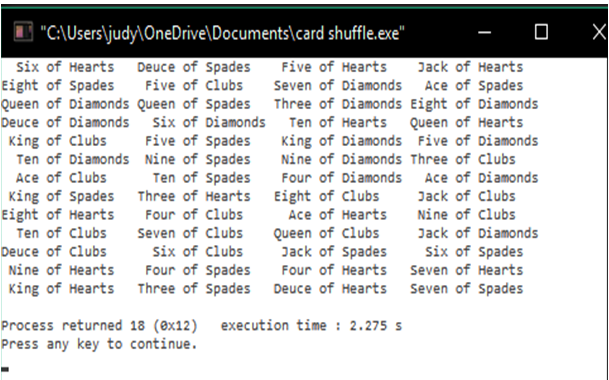 "C:\Users\judy\OneDrive\Documents\card shuffle.exe"
Six of Hearts Deuce of Spades Five of Hearts Jack of Hearts
Eight of Spades Five of Clubs Seven of Diamonds Ace of Spades
Queen of Diamonds Queen of Spades Three of Diamonds Eight of Diamonds
Deuce of Diamonds Six of Diamonds Ten of Hearts Queen of Hearts
King of Clubs Five of Spades King of Diamonds Five of Diamonds
Ten of Diamonds Nine of Spades Nine of Diamonds Three of Clubs
Ace of Clubs Ten of Spades Four of Diamonds Ace of Diamonds
King of Spades Three of Hearts Eight of Clubs Jack of Clubs
Eight of Hearts Four of Clubs Ace of Hearts Nine of Clubs
Ten of Clubs Seven of Clubs Queen of Clubs Jack of Diamonds
Deuce of Clubs Six of Clubs Jack of Spades Six of Spades
Nine of Hearts Four of Spades Four of Hearts Seven of Hearts
King of Hearts Three of Spades Deuce of Hearts Seven of Spades
Process returned 18 (0x12) execution time : 2.275 s
Press any key to continue.